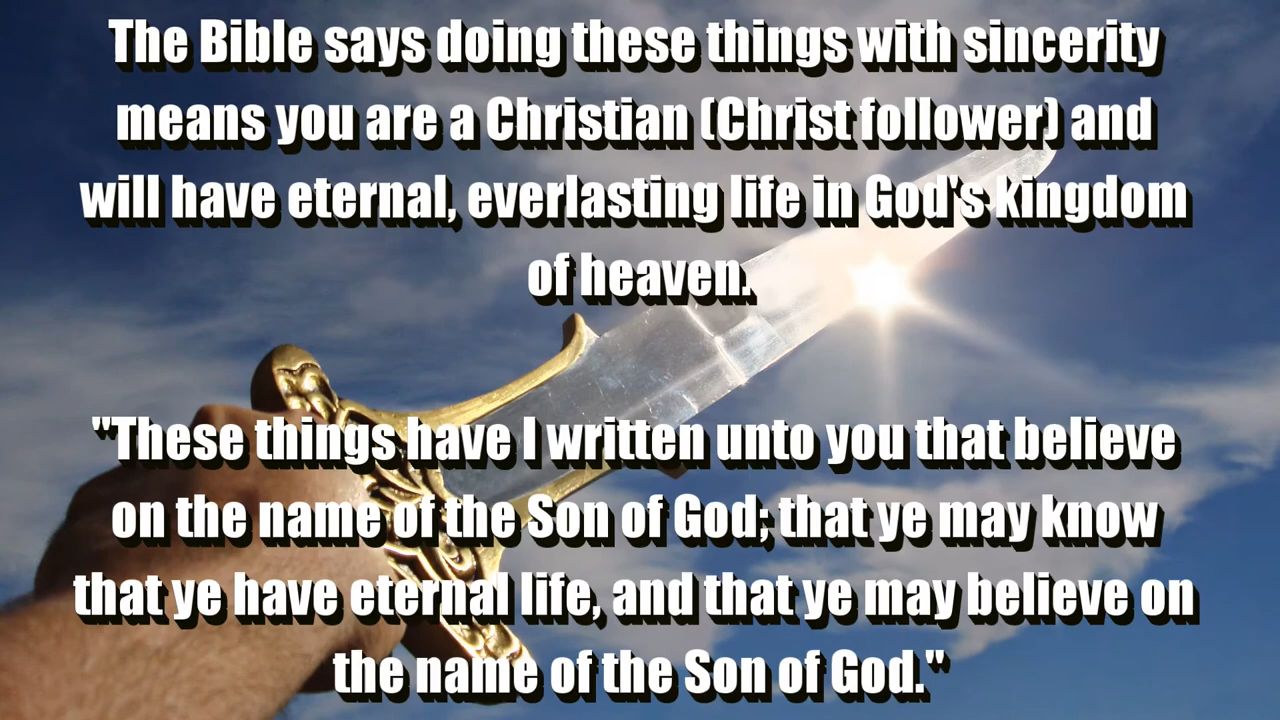 The Bible says doing these things with sincerity
means you are a Christian (Christ follower) and
will have eternal, everlasting life in God's kingdom
of heaven.
"These things have I written unto you that believe
on the name of the Son of God; that ye may know
that ye have eternal life, and that ye may believe on
the name of the Son of God."